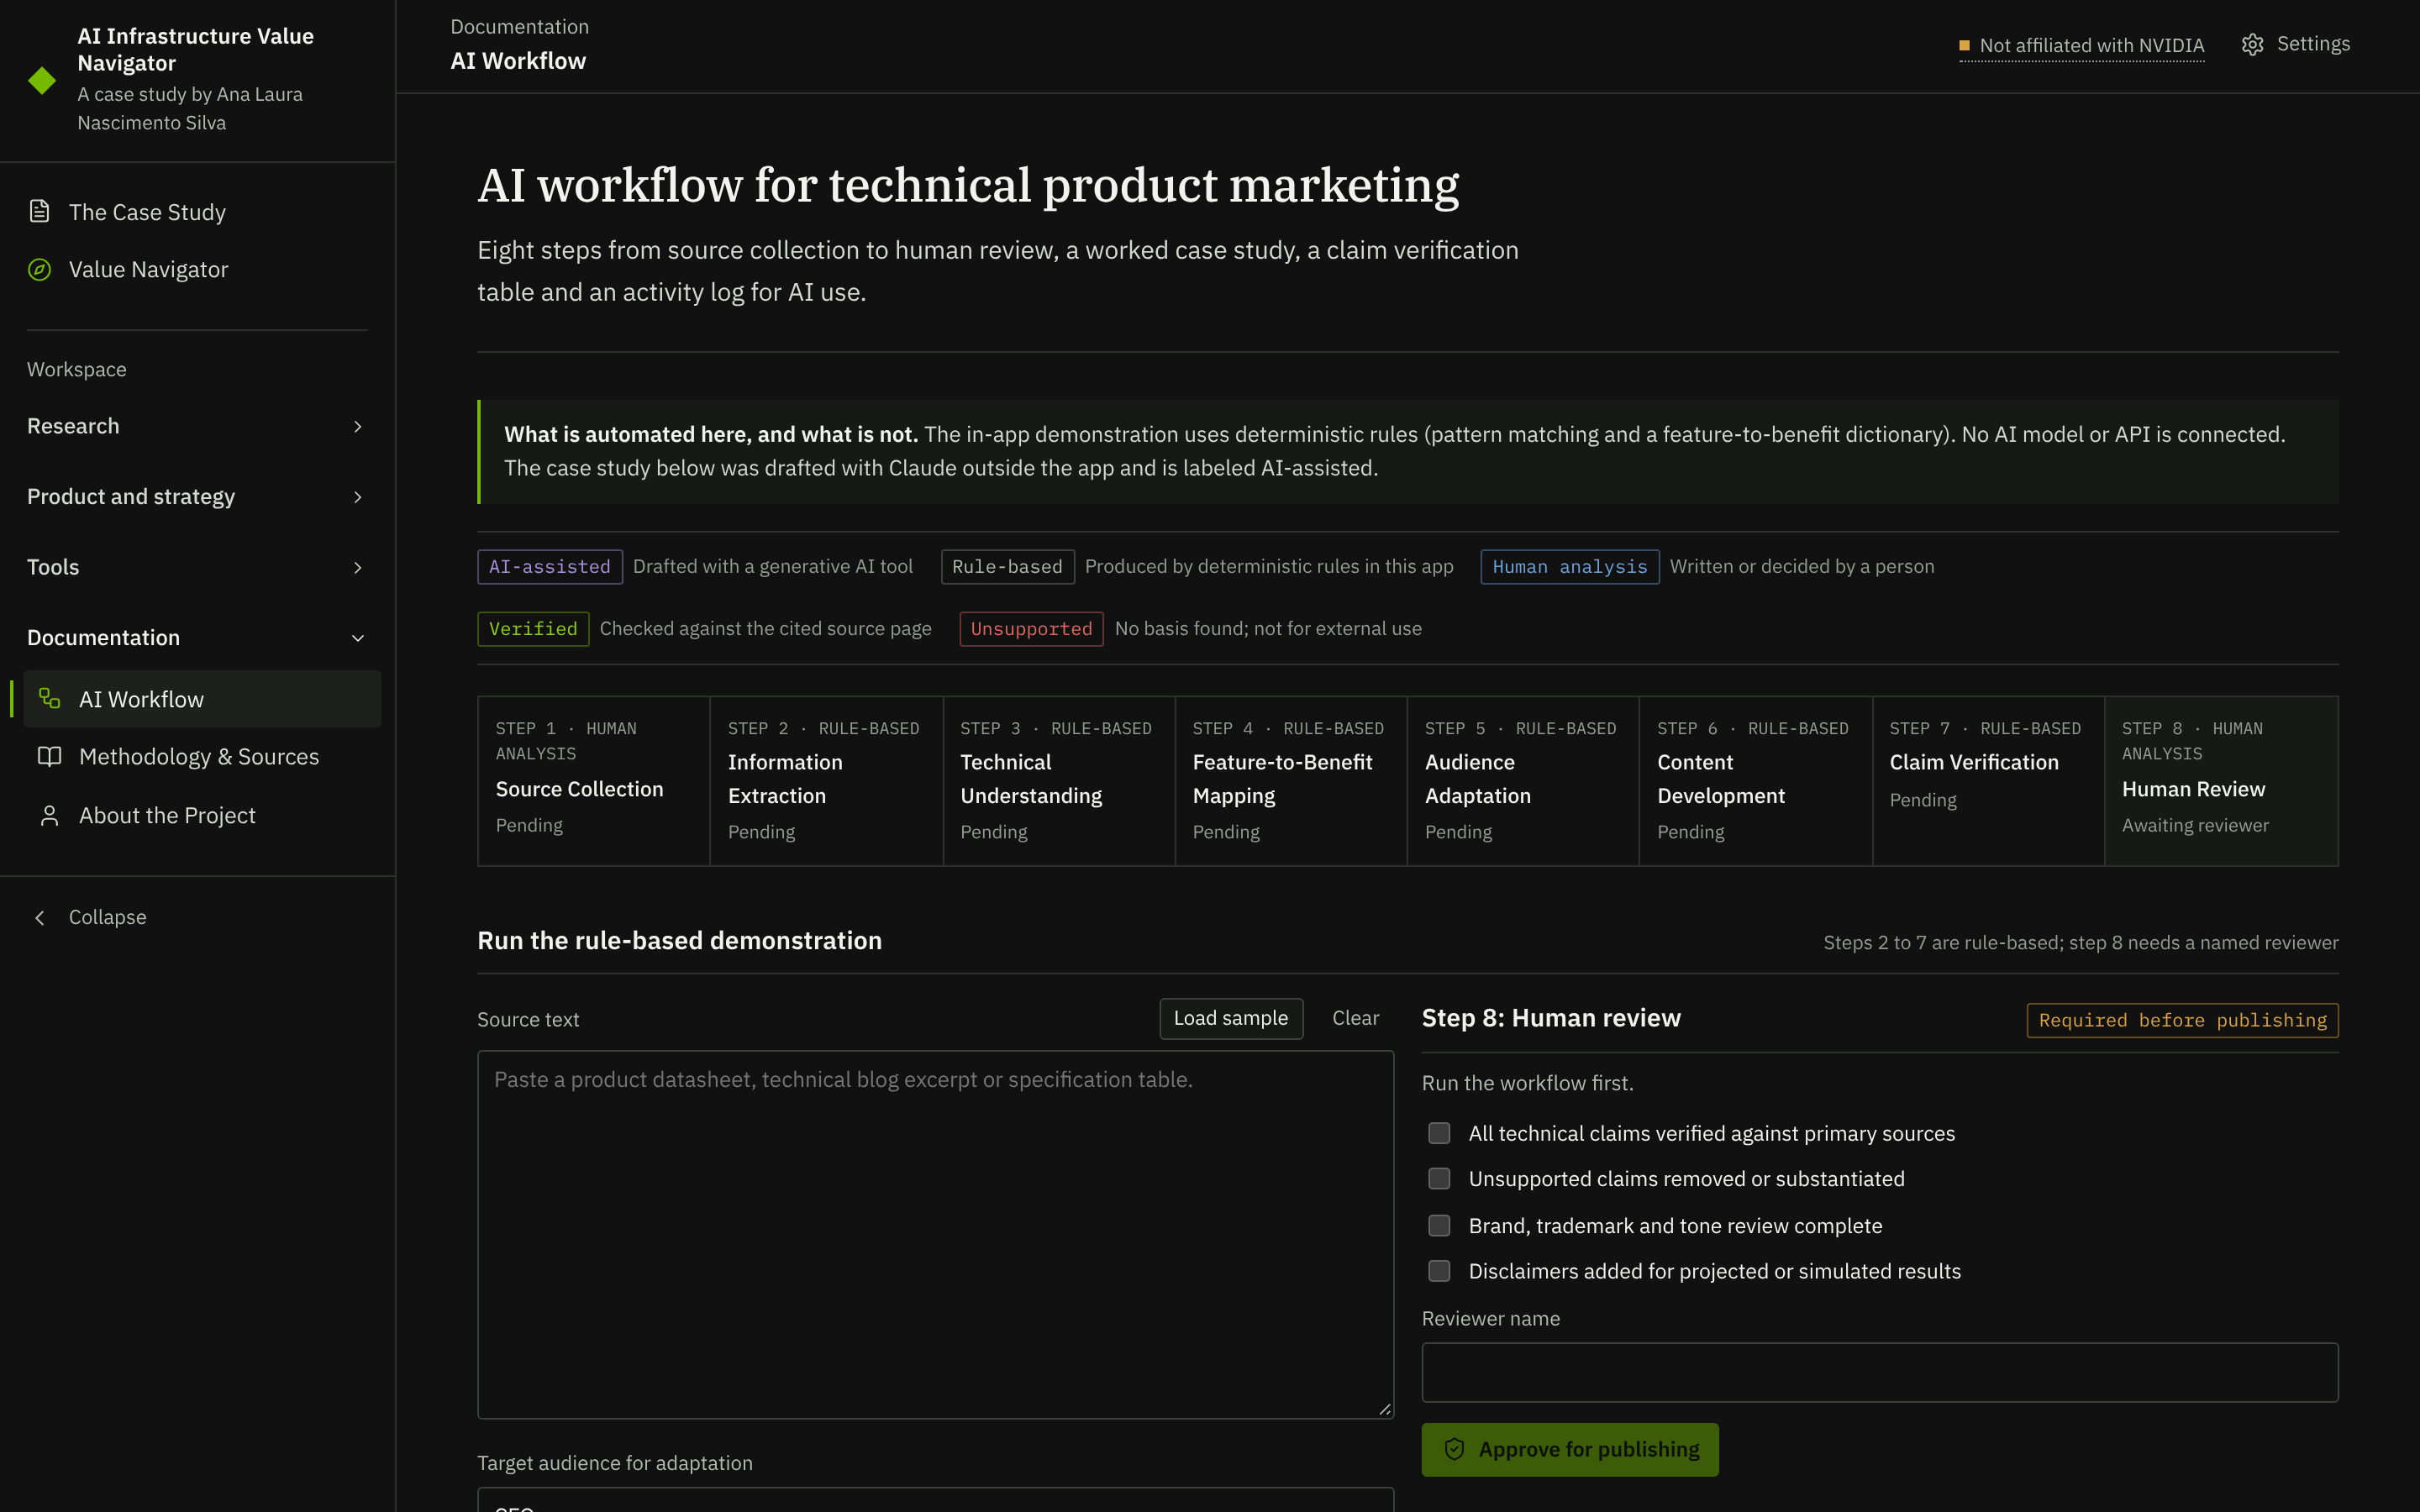 AI Infrastructure Value
Navigator
A case study by Ana Laura
Nascimento Silva
The Case Study
Value Navigator
Workspace
Research
Product and strategy
Tools
Documentation
AI Workflow
Methodology & Sources
About the Project
Collapse
Documentation
AI Workflow
Not affiliated with NVIDIA
Settings
AI workflow for technical product marketing
Eight steps from source collection to human review, a worked case study, a claim verification
table and an activity log for AI use.
What is automated here, and what is not. The in-app demonstration uses deterministic rules (pattern matching and a feature-to-benefit dictionary). No AI model or API is connected.
The case study below was drafted with Claude outside the app and is labeled AI-assisted.
AI-assisted Drafted with a generative AI tool Rule-based Produced by deterministic rules in this app Human analysis Written or decided by a person
Verified Checked against the cited source page Unsupported No basis found; not for external use
STEP 1 · HUMAN
ANALYSIS
Source Collection
Pending
STEP 2 · RULE-BASED
Information
Extraction
Pending
STEP 3 · RULE-BASED
Technical
Understanding
Pending
STEP 4 · RULE-BASED
Feature-to-Benefit
Mapping
Pending
STEP 5 · RULE-BASED
Audience
Adaptation
Pending
STEP 6 · RULE-BASED
Content
Development
Pending
STEP 7 · RULE-BASED
Claim Verification
Pending
STEP 8 · HUMAN
ANALYSIS
Human Review
Awaiting reviewer
Run the rule-based demonstration
Steps 2 to 7 are rule-based; step 8 needs a named reviewer
Source text
Load sample
Clear
Paste a product datasheet, technical blog excerpt or specification table.
Target audience for adaptation
Step 8: Human review
Required before publishing
Run the workflow first.
All technical claims verified against primary sources
Unsupported claims removed or substantiated
Brand, trademark and tone review complete
Disclaimers added for projected or simulated results
Reviewer name
Approve for publishing